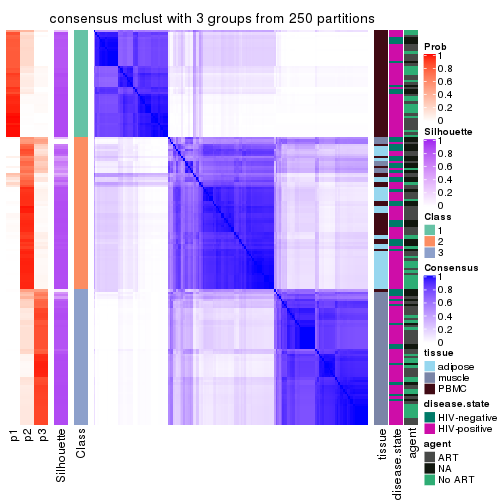 consensus mclust with 3 groups from 250 partitions
Prob
1
0.8
0.6
0.4
0.2
0
Silhouette
1
0.8
0.6
0.4
0.2
0
Class
1
2
3
Consensus
1
0.8
0.6
0.4
0.2
0
tissue
adipose
muscle
PBMC
disease.state
HIV-negative
HIV-positive
agent
ART
NA
No ART
p1
p2
p3
Silhouette
Class
tissue
disease.state
agent